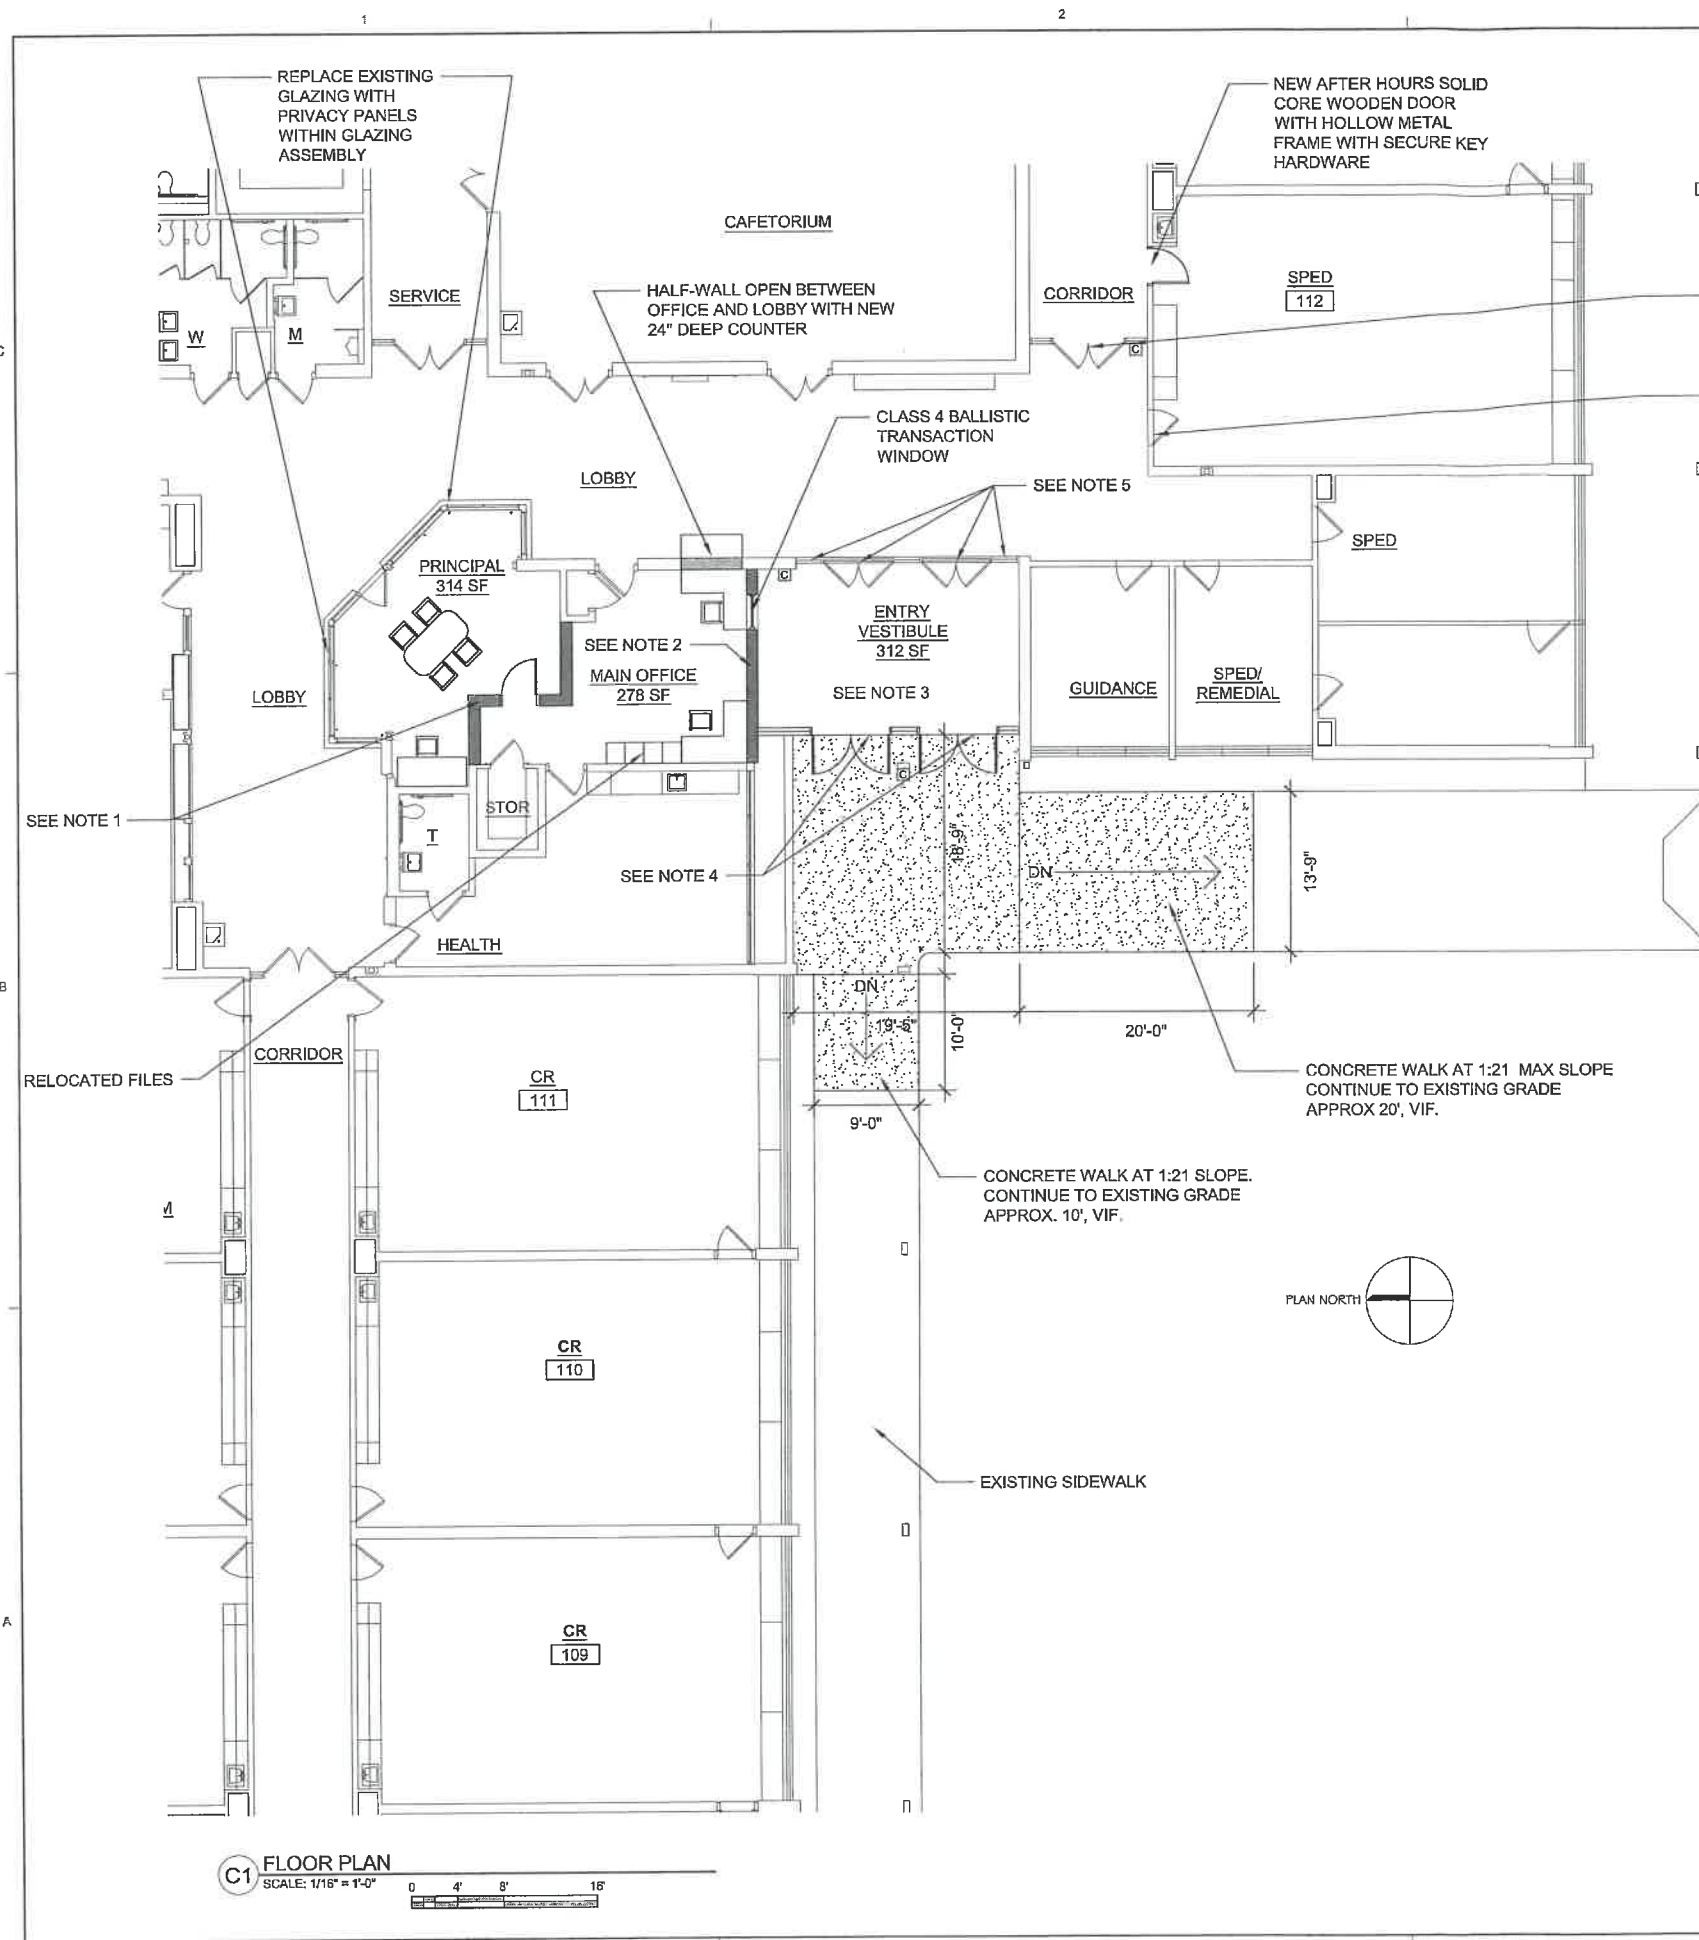 1
2
REPLACE EXISTING
GLAZING WITH
PRIVACY PANELS
WITHIN GLAZING
ASSEMBLY
NEW AFTER HOURS SOLID
CORE WOODEN DOOR
WITH HOLLOW METAL
FRAME WITH SECURE KEY
HARDWARE
CAFETORIUM
SERVICE
HALF-WALL OPEN BETWEEN
OFFICE AND LOBBY WITH NEW
24" DEEP COUNTER
CORRIDOR
SPED
112
W
M
C
C
CLASS 4 BALLISTIC
TRANSACTION
WINDOW
LOBBY
SEE NOTE 5
SPED
PRINCIPAL
314 SF
C
ENTRY
VESTIBULE
312 SF
SEE NOTE 2
MAIN OFFICE
278 SF
SEE NOTE 3
LOBBY
GUIDANCE
SPED/
REMEDIAL
C
STOR
SEE NOTE 1
T
SEE NOTE 4
18'-9"
DN
13'-9"
HEALTH
B
DN
19'-5"
10'-0"
20'-0"
CORRIDOR
RELOCATED FILES
CR
111
CONCRETE WALK AT 1:21 MAX SLOPE
CONTINUE TO EXISTING GRADE
APPROX 20', VIF.
9'-0"
CONCRETE WALK AT 1:21 SLOPE.
CONTINUE TO EXISTING GRADE
APPROX. 10', VIF.
M
PLAN NORTH
CR
110
EXISTING SIDEWALK
A
CR
109
C1
FLOOR PLAN
SCALE: 1/16" = 1'-0"
0 4' 8' 16'